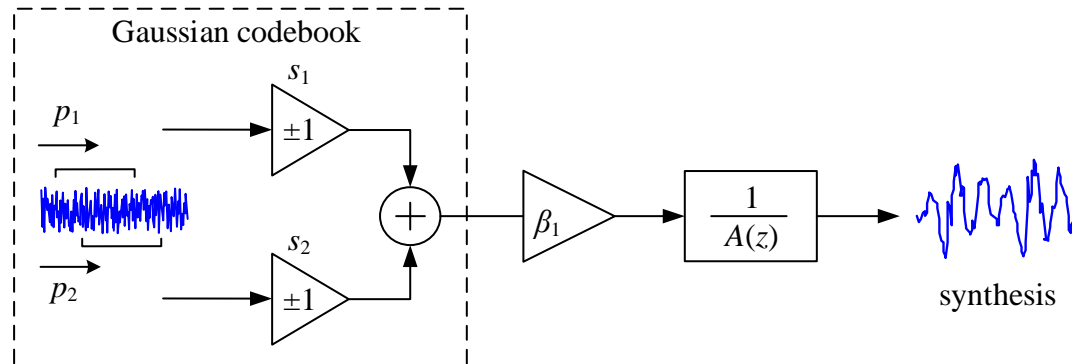 Gaussian codebook
s1
p1
±1
+
β1
1
A(z)
p2
s2
±1
synthesis